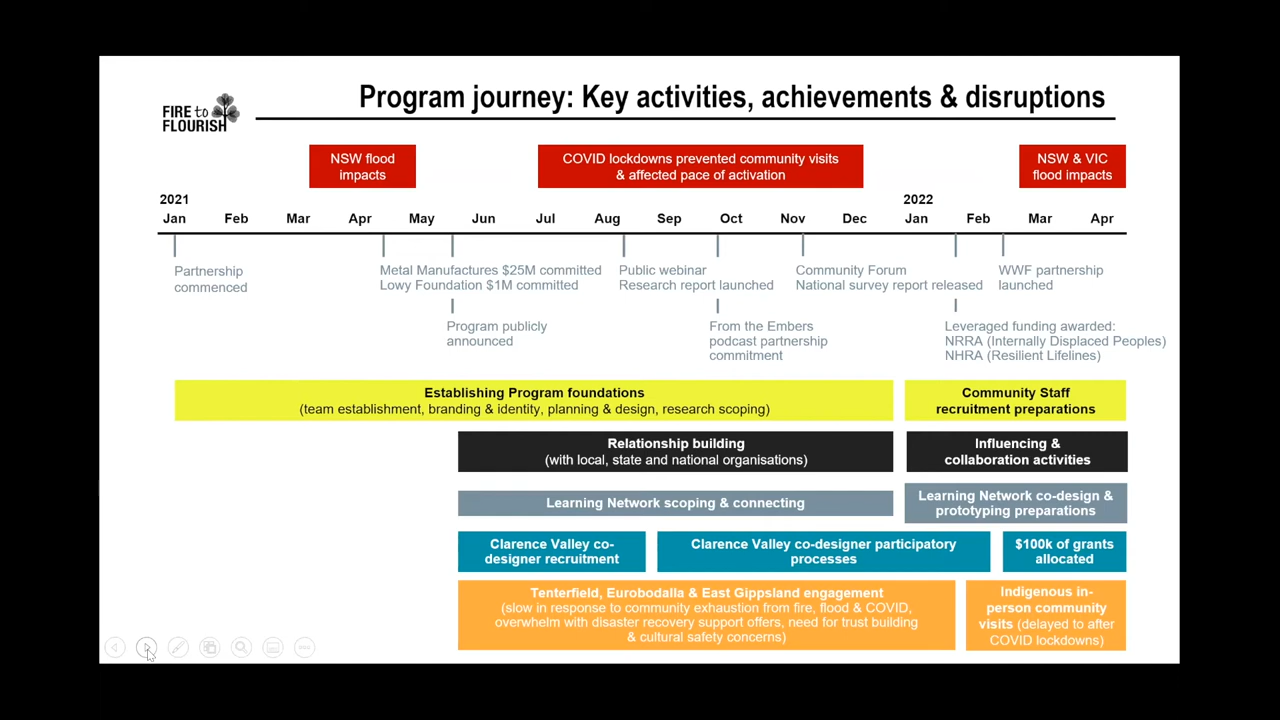 FIRE to
FLOURISH
Program journey: Key activities, achievements & disruptions
NSW flood
impacts
COVID lockdowns prevented community visits
& affected pace of activation
NSW & VIC
flood impacts
2021
2022
Jan Feb Mar Apr May Jun Jul Aug Sep Oct Nov Dec Jan Feb Mar Apr
Partnership
commenced
Metal Manufactures $25M committed
Lowy Foundation $1M committed
Public webinar
Research report launched
Community Forum
National survey report released
WWF partnership
launched
Program publicly
announced
From the Embers
podcast partnership
commitment
Leveraged funding awarded:
NRRA (Internally Displaced Peoples)
NHRA (Resilient Lifelines)
Establishing Program foundations
(team establishment, branding & identity, planning & design, research scoping)
Community Staff
recruitment preparations
Relationship building
(with local, state and national organisations)
Influencing &
collaboration activities
Learning Network scoping & connecting
Learning Network co-design &
prototyping preparations
Clarence Valley co-
designer recruitment
Clarence Valley co-designer participatory
processes
$100k of grants
allocated
Tenterfield, Eurobodalla & East Gippsland engagement
(slow in response to community exhaustion from fire, flood & COVID,
overwhelm with disaster recovery support offers, need for trust building
& cultural safety concerns)
Indigenous in-
person community
visits (delayed to after
COVID lockdowns)